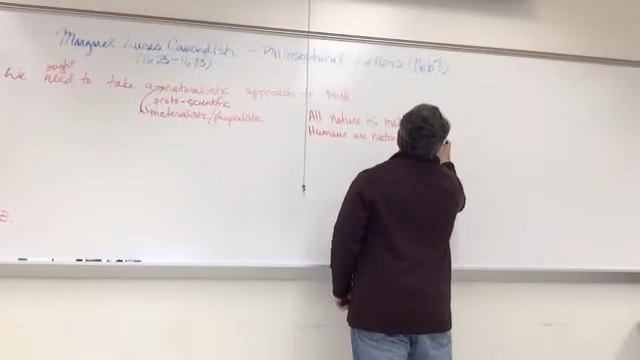 Margaret Lucas Cavendish - Philosophical Letters
(1623-1673)
ought
We need to take a naturalistic approach to think
proto-scientific
materialistic/physicalistic
All nature is
Humans are